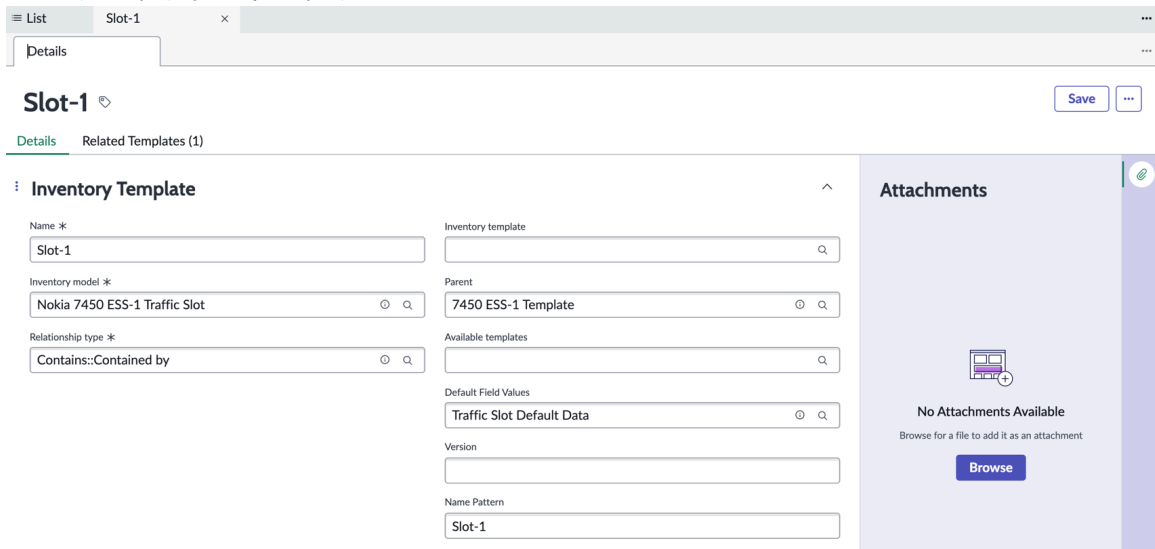 List
Slot-1
Details
Slot-1
Save
Details
Related Templates (1)
Inventory Template
Name *
Slot-1
Inventory model *
Nokia 7450 ESS-1 Traffic Slot
Relationship type *
Contains::Contained by
Inventory template
Parent
7450 ESS-1 Template
Available templates
Default Field Values
Traffic Slot Default Data
Version
Name Pattern
Slot-1
Attachments
No Attachments Available
Browse for a file to add it as an attachment
Browse